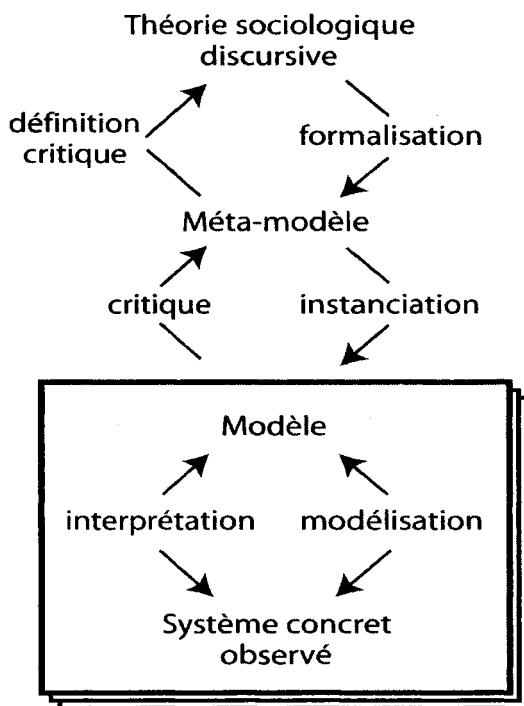 Théorie sociologique
discursive
définition
critique
formalisation
Méta-modèle
critique
instanciation
Modèle
interprétation
modélisation
Système concret
observé